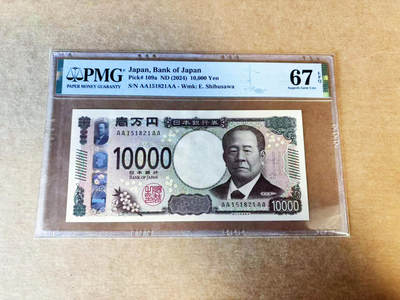 PMG
PAPER MONEY GUARANTY
Japan, Bank of Japan
Pick# 109a ND (2024) 10,000 Yen
S/N AA151821AA - Wmk: E. Shibusawa
67 EPQ
Superb Gem Unc
日本銀行券
壱万円
AA151821AA
10000
日本銀行
BANK OF JAPAN
AA151821AA
10000